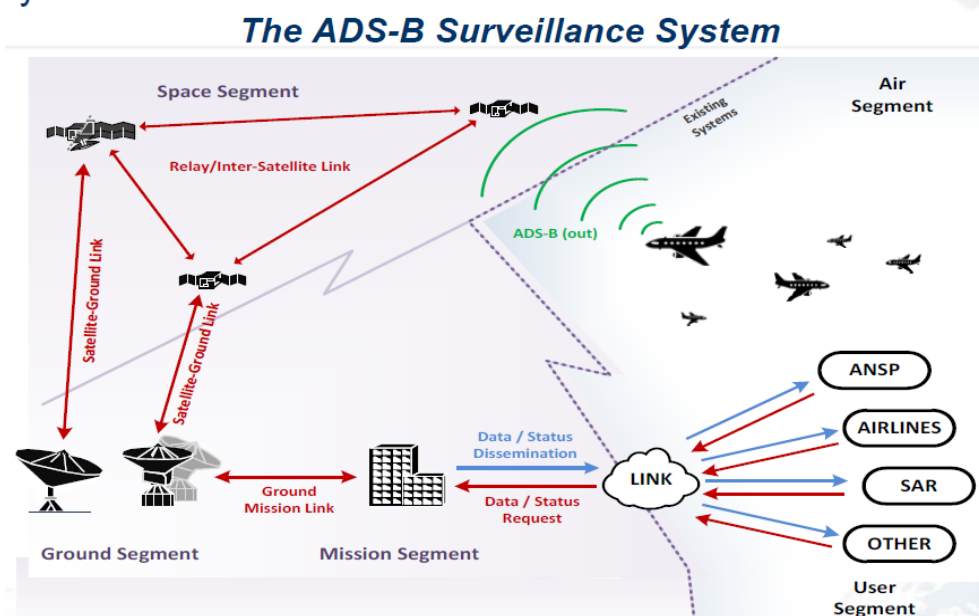 The ADS-B Surveillance System
Space Segment
Air
Segment
Existing
Systems
Relay/Inter-Satellite Link
ADS-B (out)
Satellite-Ground Link
Satellite-Ground Link
ANSP
AIRLINES
SAR
OTHER
Data / Status
Dissemination
LINK
Ground
Mission Link
Data / Status
Request
Ground Segment
Mission Segment
User
Segment